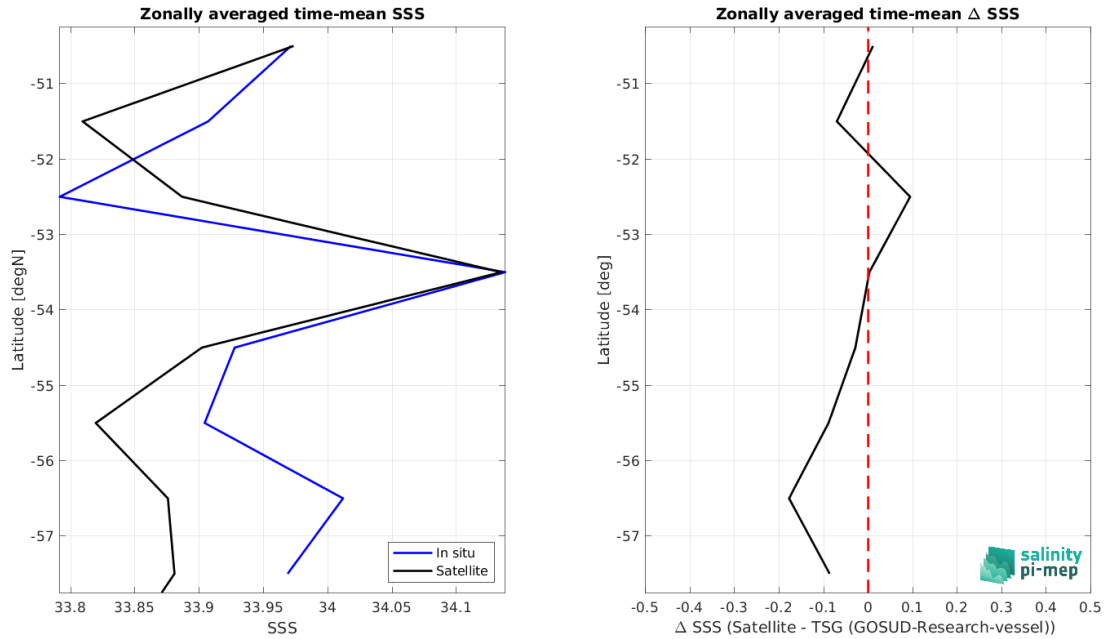 Zonally averaged time-mean SSS
-51
-52
-53
-54
-55
-56
-57
Latitude [degN]
33.8 33.85 33.9 33.95 34 34.05 34.1
SSS
In situ
Satellite
Zonally averaged time-mean Δ SSS
-51
-52
-53
-54
-55
-56
-57
Latitude [deg]
-0.5 -0.4 -0.3 -0.2 -0.1 0 0.1 0.2 0.3 0.4 0.5
Δ SSS (Satellite - TSG (GOSUD-Research-vessel))
salinity
pi-mep